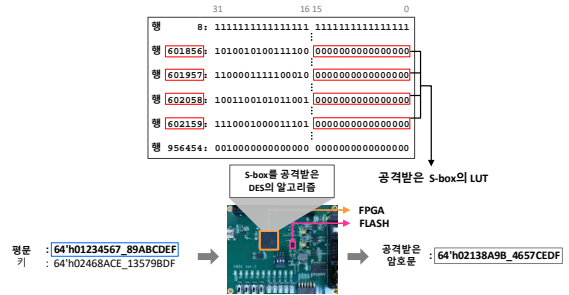 31 16 15 0
행 8: 1111111111111111 1111111111111111
⋮
행 601856: 1010010100111100 0000000000000000
⋮
행 601957: 1100001111100010 0000000000000000
⋮
행 602058: 1001100101011001 0000000000000000
⋮
행 602159: 1110001000011101 0000000000000000
⋮
행 956454: 0010000000000000 0000000000000000
공격받은 S-box의 LUT
S-box를 공격받은
DES의 알고리즘
FPGA
FLASH
평문 : 64'h01234567_89ABCDEF
키 : 64'h02468ACE_13579BDF
공격받은
암호문 : 64'h02138A9B_4657CEDF